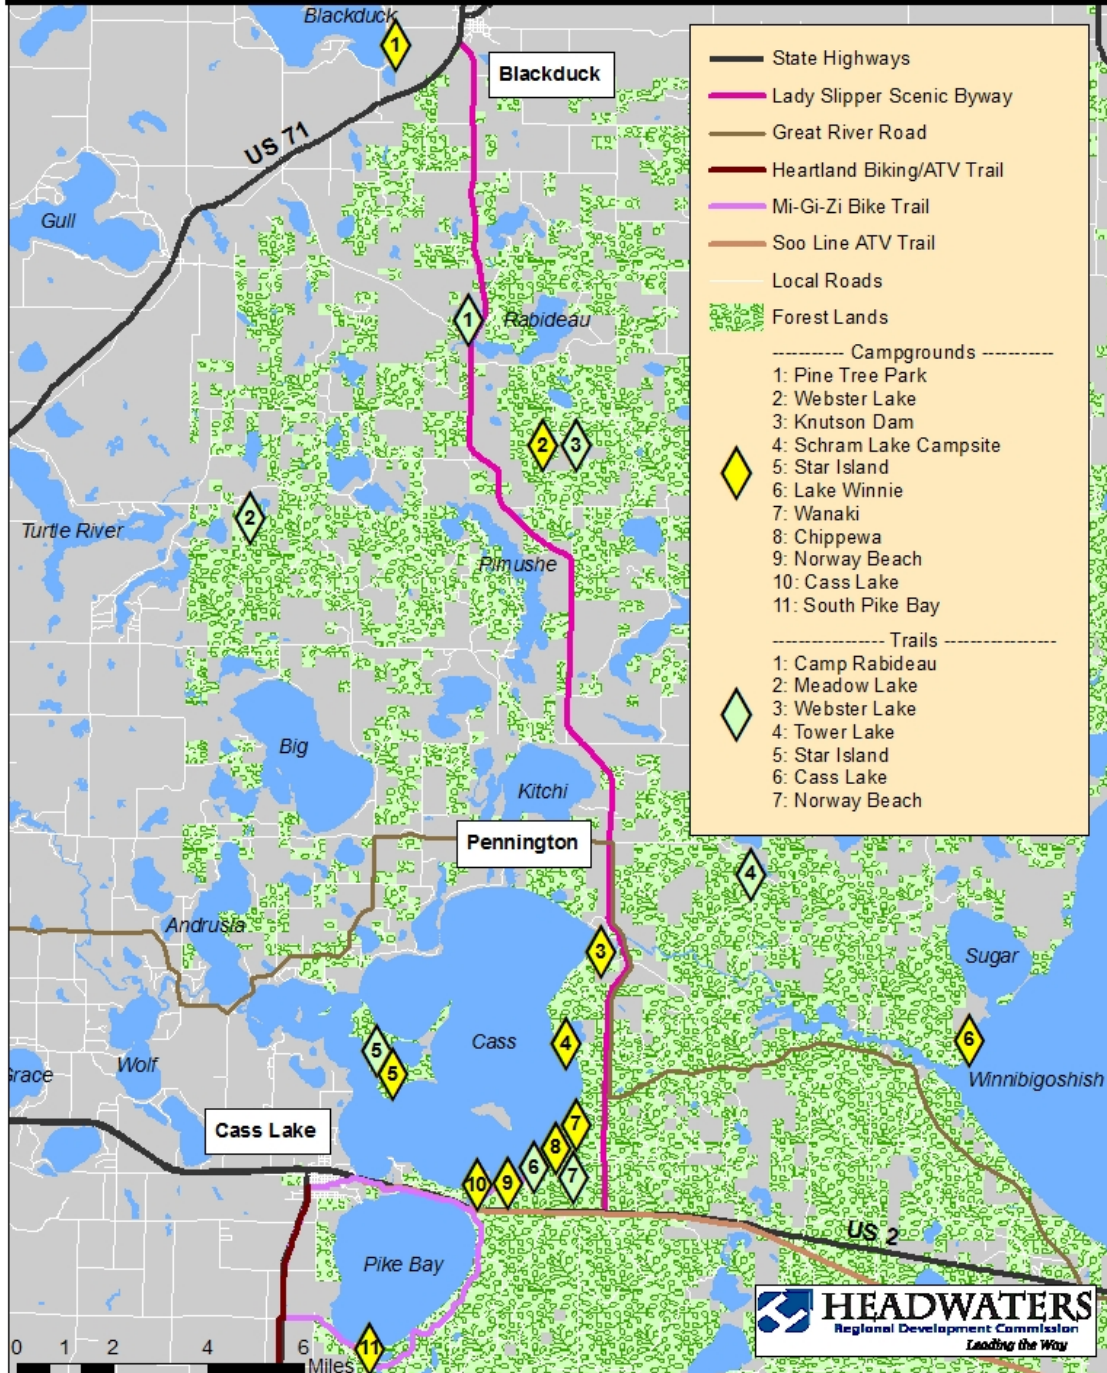 Blackduck
1
Blackduck
US 71
Gull
1
Rabideau
2
3
2
Turtle River
Pimushe
Big
Kitchi
Pennington
4
Andrusia
3
Sugar
Cass
4
5
5
6
Wolf
Grace
Winnibigoshish
Cass Lake
7
8
6
7
9
10
US 2
Pike Bay
11
0 1 2 4 6
Miles
State Highways
Lady Slipper Scenic Byway
Great River Road
Heartland Biking/ATV Trail
Mi-Gi-Zi Bike Trail
Soo Line ATV Trail
Local Roads
Forest Lands
----------- Campgrounds -----------
1: Pine Tree Park
2: Webster Lake
3: Knutson Dam
4: Schram Lake Campsite
5: Star Island
6: Lake Winnie
7: Wanaki
8: Chippewa
9: Norway Beach
10: Cass Lake
11: South Pike Bay
----------------- Trails -----------------
1: Camp Rabideau
2: Meadow Lake
3: Webster Lake
4: Tower Lake
5: Star Island
6: Cass Lake
7: Norway Beach
HEADWATERS
Regional Development Commission
Leading the Way